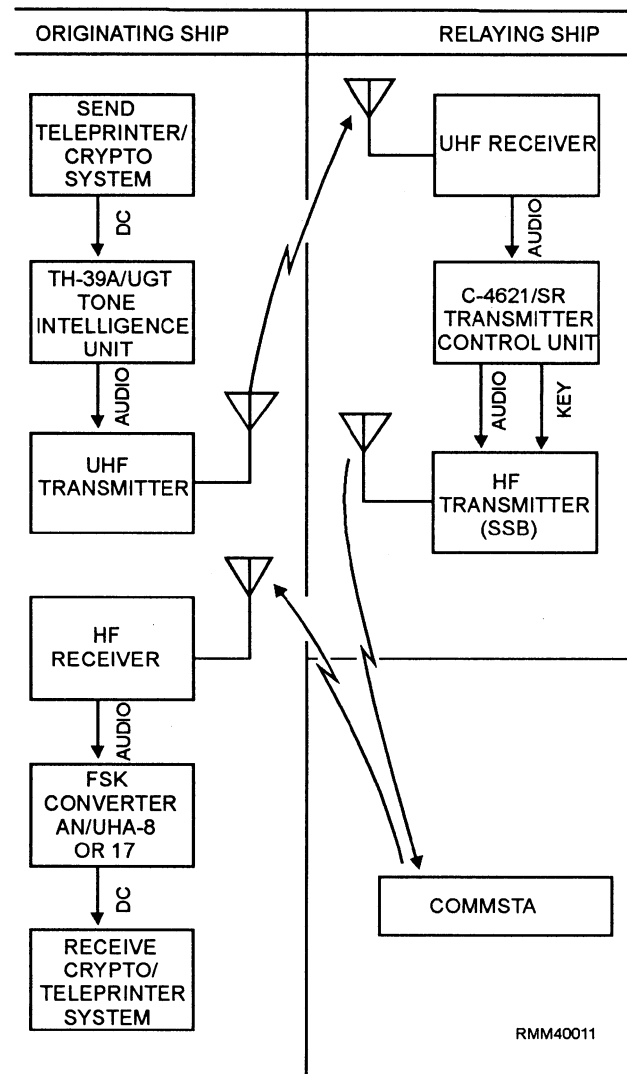 ORIGINATING SHIP
RELAYING SHIP
SEND
TELEPRINTER/
CRYPTO
SYSTEM
DC
TH-39A/UGT
TONE
INTELLIGENCE
UNIT
AUDIO
UHF
TRANSMITTER
HF
RECEIVER
AUDIO
FSK
CONVERTER
AN/UHA-8
OR 17
DC
RECEIVE
CRYPTO/
TELEPRINTER
SYSTEM
UHF RECEIVER
AUDIO
C-4621/SR
TRANSMITTER
CONTROL UNIT
AUDIO
KEY
HF
TRANSMITTER
(SSB)
COMMSTA
RMM40011